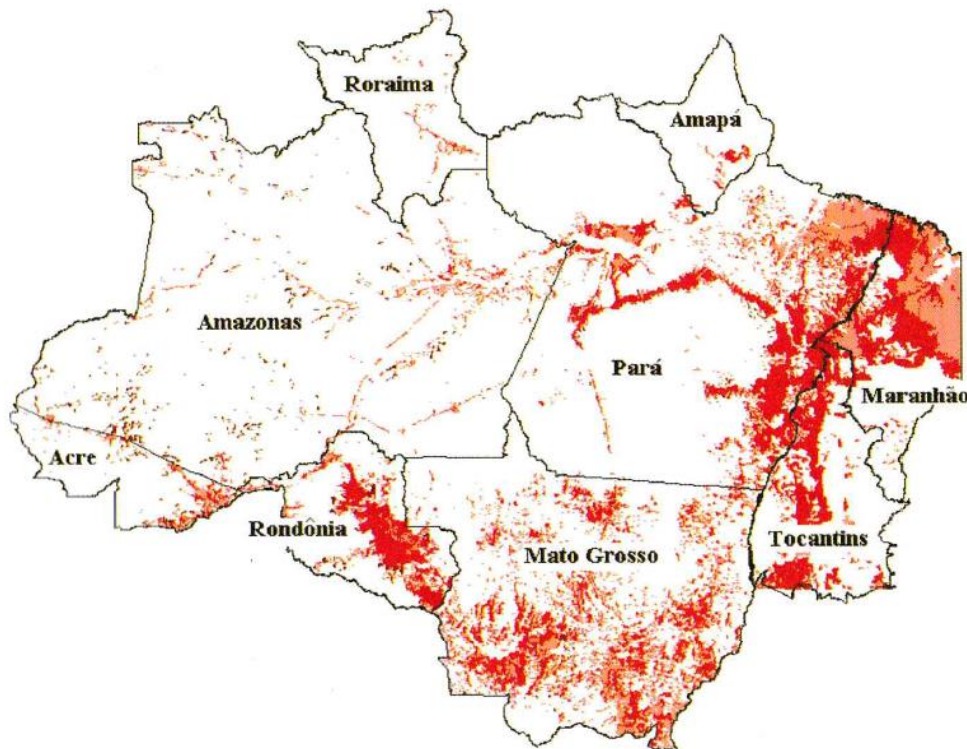 Roraima
Amapá
Amazonas
Pará
Maranhão
Acre
Rondônia
Mato Grosso
Tocantins